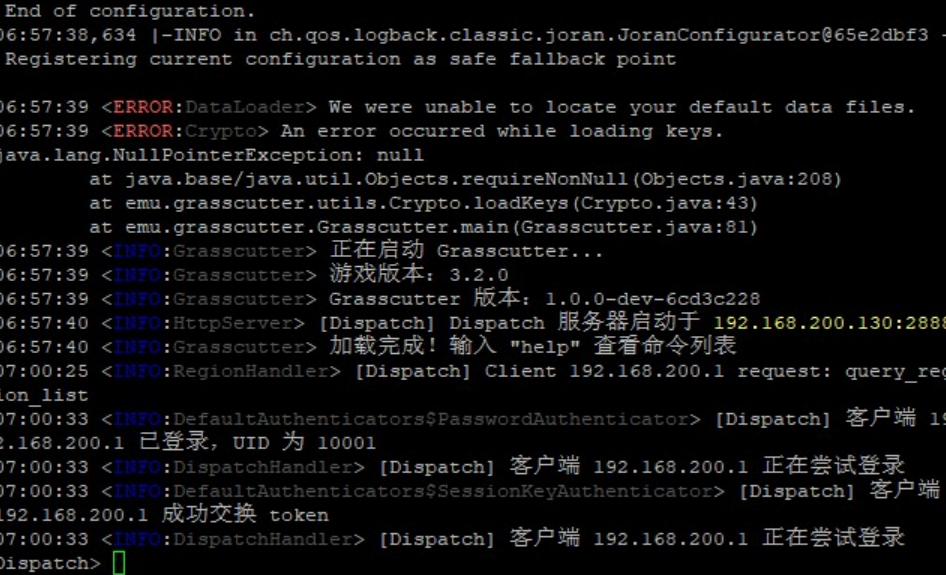 End of configuration.
06:57:38,634 |-INFO in ch.qos.logback.classic.joran.JoranConfigurator@65e2dbf3 -
Registering current configuration as safe fallback point
06:57:39 <ERROR:DataLoader> We were unable to locate your default data files.
06:57:39 <ERROR:Crypto> An error occurred while loading keys.
java.lang.NullPointerException: null
at java.base/java.util.Objects.requireNonNull(Objects.java:208)
at emu.grasscutter.utils.Crypto.loadKeys(Crypto.java:43)
at emu.grasscutter.Grasscutter.main(Grasscutter.java:81)
06:57:39 <INFO:Grasscutter> 正在启动 Grasscutter...
06:57:39 <INFO:Grasscutter> 游戏版本：3.2.0
06:57:39 <INFO:Grasscutter> Grasscutter 版本：1.0.0-dev-6cd3c228
06:57:40 <INFO:HttpServer> [Dispatch] Dispatch 服务器启动于 192.168.200.130:2888
06:57:40 <INFO:Grasscutter> 加载完成！输入 "help" 查看命令列表
07:00:25 <INFO:RegionHandler> [Dispatch] Client 192.168.200.1 request: query_reg
ion_list
07:00:33 <INFO:DefaultAuthenticators$PasswordAuthenticator> [Dispatch] 客户端 19
2.168.200.1 已登录，UID 为 10001
07:00:33 <INFO:DispatchHandler> [Dispatch] 客户端 192.168.200.1 正在尝试登录
07:00:33 <INFO:DefaultAuthenticators$SessionKeyAuthenticator> [Dispatch] 客户端
192.168.200.1 成功交换 token
07:00:33 <INFO:DispatchHandler> [Dispatch] 客户端 192.168.200.1 正在尝试登录
Dispatch>